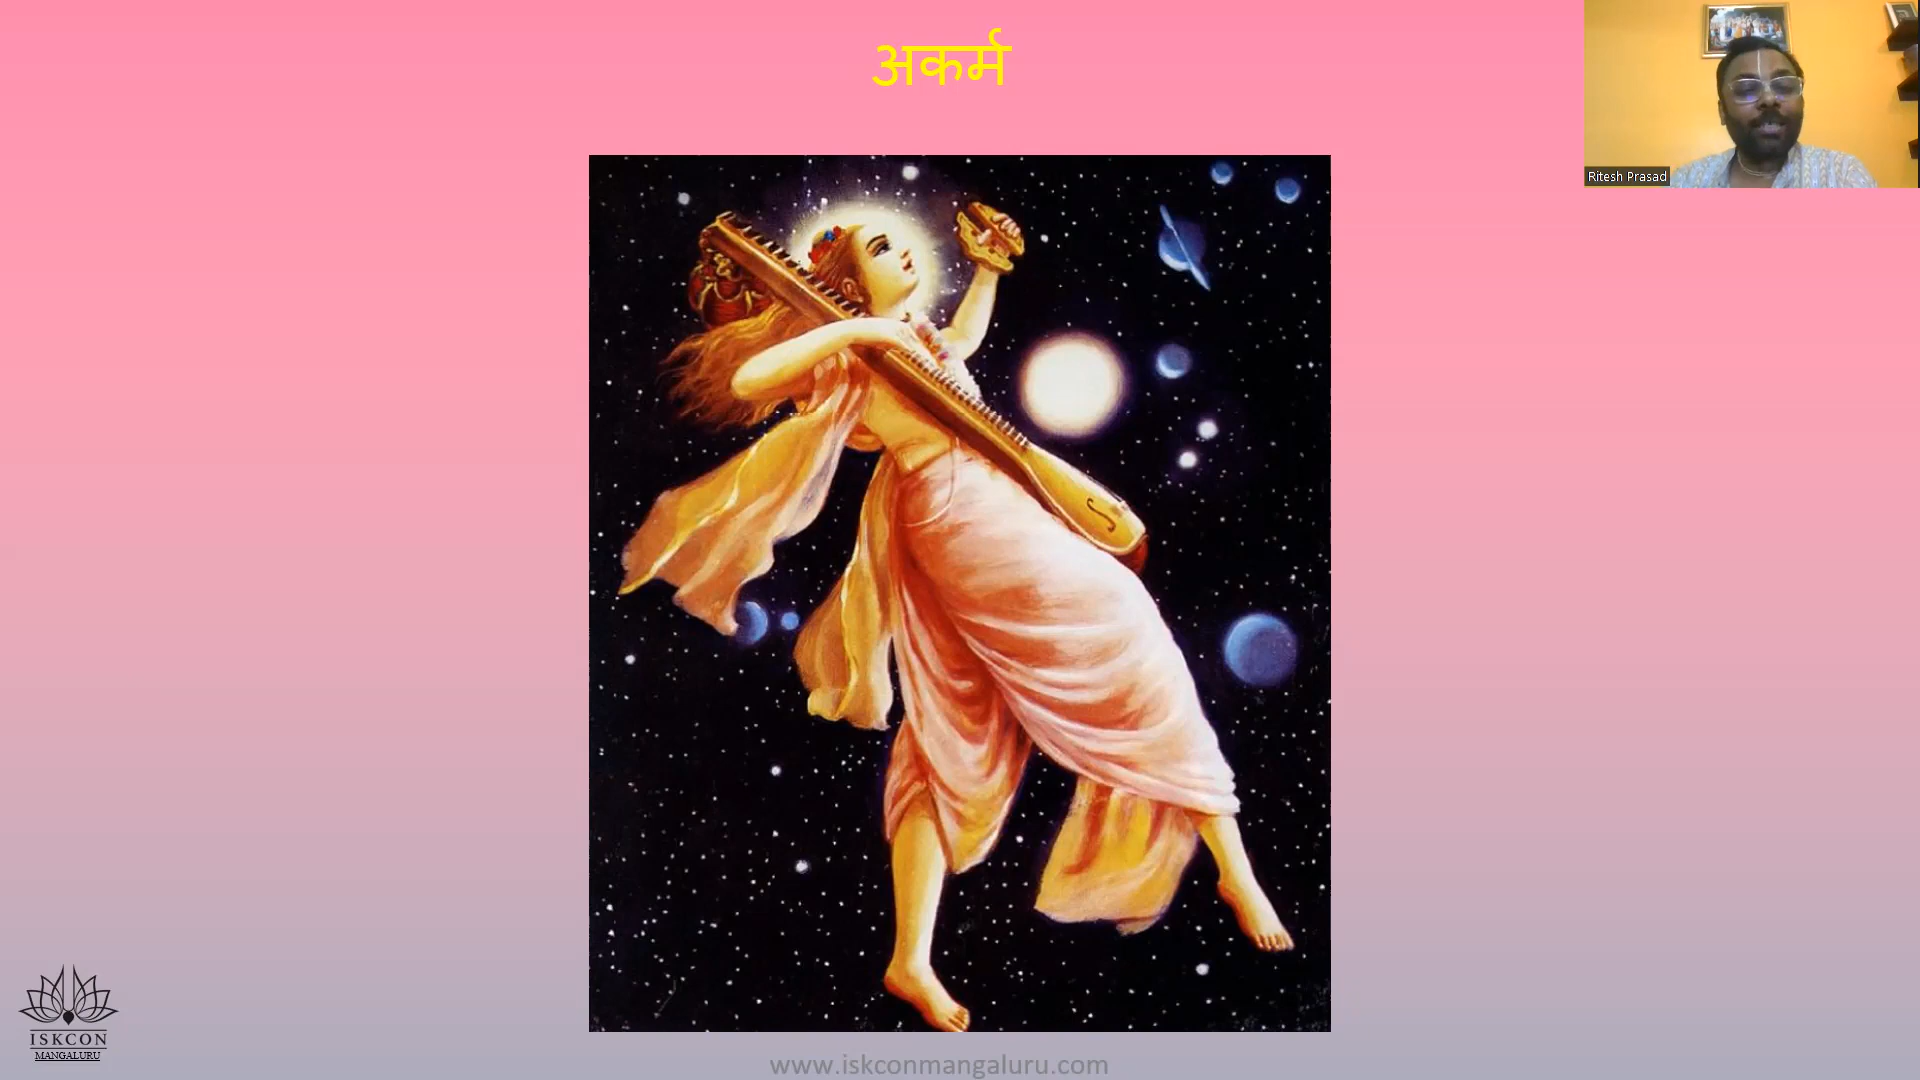 अकर्म
Ritesh Prasad
ISKCON
MANGALURU
www.iskconmangaluru.com